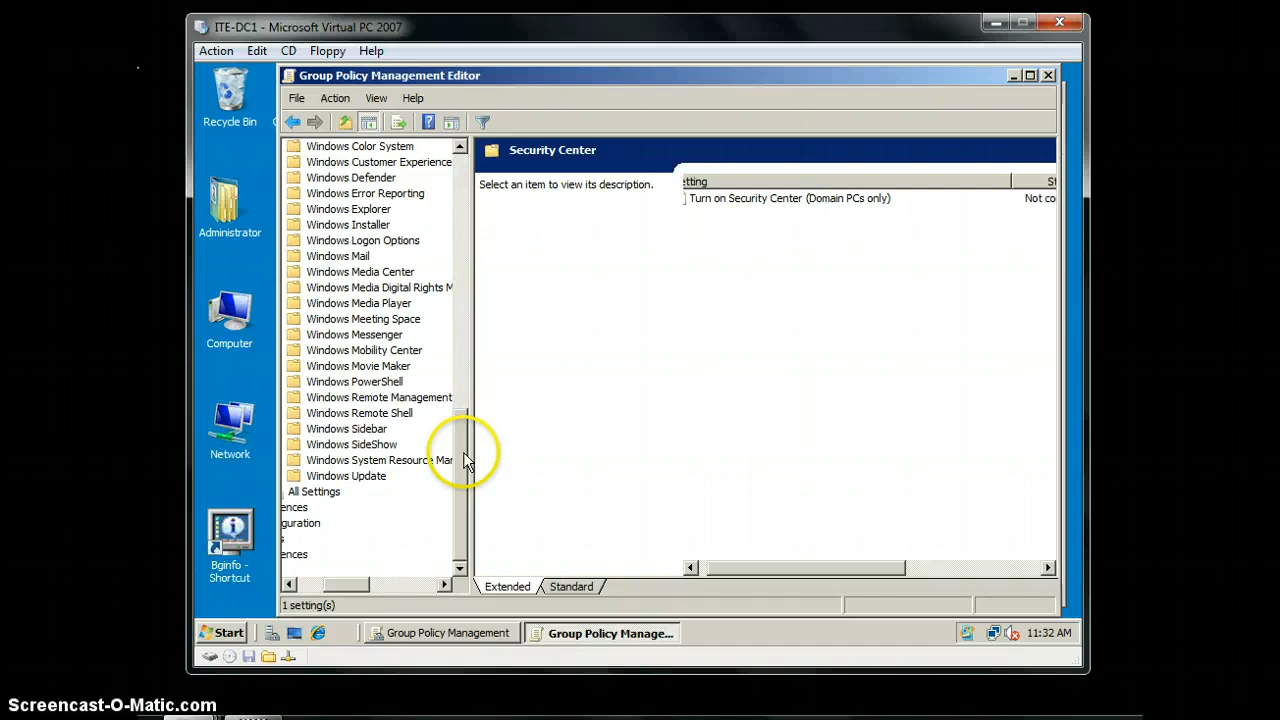 ITE-DC1 - Microsoft Virtual PC 2007
Action Edit CD Floppy Help
Group Policy Management Editor
File Action View Help
Recycle Bin
Administrator
Computer
Network
Bginfo -
Shortcut
Windows Color System
Windows Customer Experience
Windows Defender
Windows Error Reporting
Windows Explorer
Windows Installer
Windows Logon Options
Windows Mail
Windows Media Center
Windows Media Digital Rights M
Windows Media Player
Windows Meeting Space
Windows Messenger
Windows Mobility Center
Windows Movie Maker
Windows PowerShell
Windows Remote Management
Windows Remote Shell
Windows Sidebar
Windows SideShow
Windows System Resource Mar
Windows Update
All Settings
ences
guration
s
ences
Security Center
Select an item to view its description.
etting St
Turn on Security Center (Domain PCs only) Not co
Extended Standard
1 setting(s)
Start Group Policy Management Group Policy Manage... 11:32 AM
Screencast-O-Matic.com